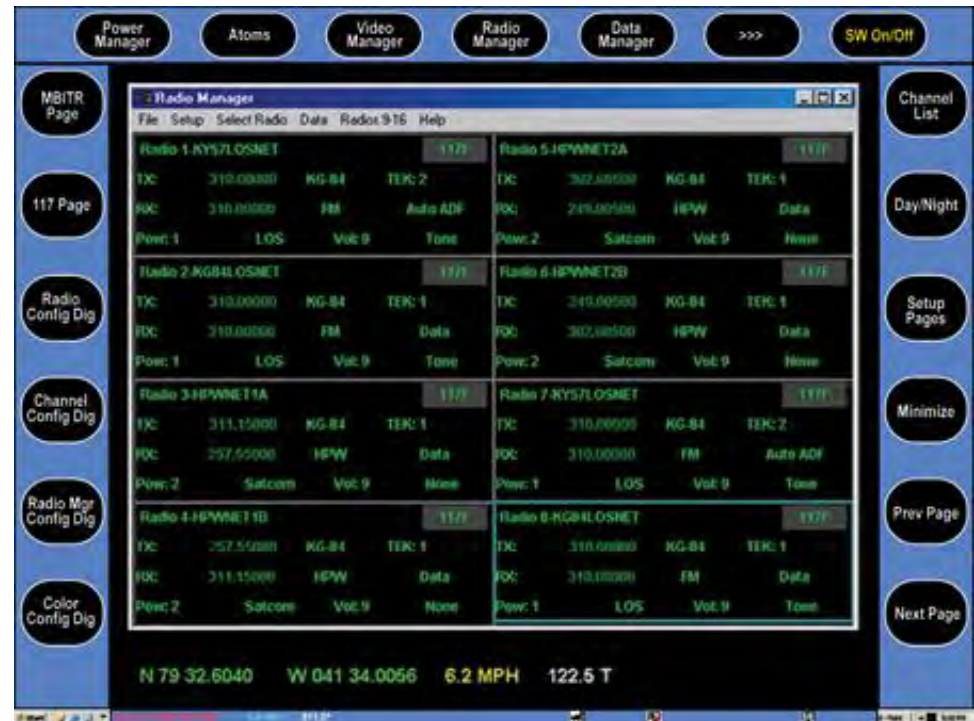 Power Manager
Atoms
Video Manager
Radio Manager
Data Manager
>>>
SW On/Off
MBITR Page
117 Page
Radio Config Dig
Channel Config Dig
Radio Mgr Config Dig
Color Config Dig
Radio Manager
File Setup Select Radio Data Radios 9-16 Help
Radio 1-KY57LOSNET 117F
TX: 310.00000 KG-84 TEK: 2
RX: 310.00000 FM Auto ADF
Powr: 1 LOS Vol: 9 Tone
Radio 2-KG84LOSNET 117F
TX: 310.00000 KG-84 TEK: 1
RX: 310.00000 FM Data
Powr: 1 LOS Vol: 9 Tone
Radio 3-HPWNET1A 117F
TX: 311.15000 KG-84 TEK: 1
RX: 257.55000 HPW Data
Powr: 2 Satcom Vol: 9 None
Radio 4-HPWNET1B 117F
TX: 257.55000 KG-84 TEK: 1
RX: 311.15000 HPW Data
Powr: 2 Satcom Vol: 9 None
Radio 5-HPWNET2A 117F
TX: KG-84 TEK: 1
RX: 249.00500 HPW Data
Powr: 2 Satcom Vol: 9 None
Radio 6-HPWNET2B 117F
TX: 249.00500 KG-84 TEK: 1
RX: HPW Data
Powr: 2 Satcom Vol: 9 None
Radio 7-KY57LOSNET 117F
TX: 310.00000 KG-84 TEK: 2
RX: 310.00000 FM Auto ADF
Powr: 1 LOS Vol: 9 Tone
Radio 8-KG84LOSNET 117F
TX: 310.00000 KG-84 TEK: 1
RX: 310.00000 FM Data
Powr: 1 LOS Vol: 9 Tone
Channel List
Day/Night
Setup Pages
Minimize
Prev Page
Next Page
N 79 32.6040 W 041 34.0056 6.2 MPH 122.5 T